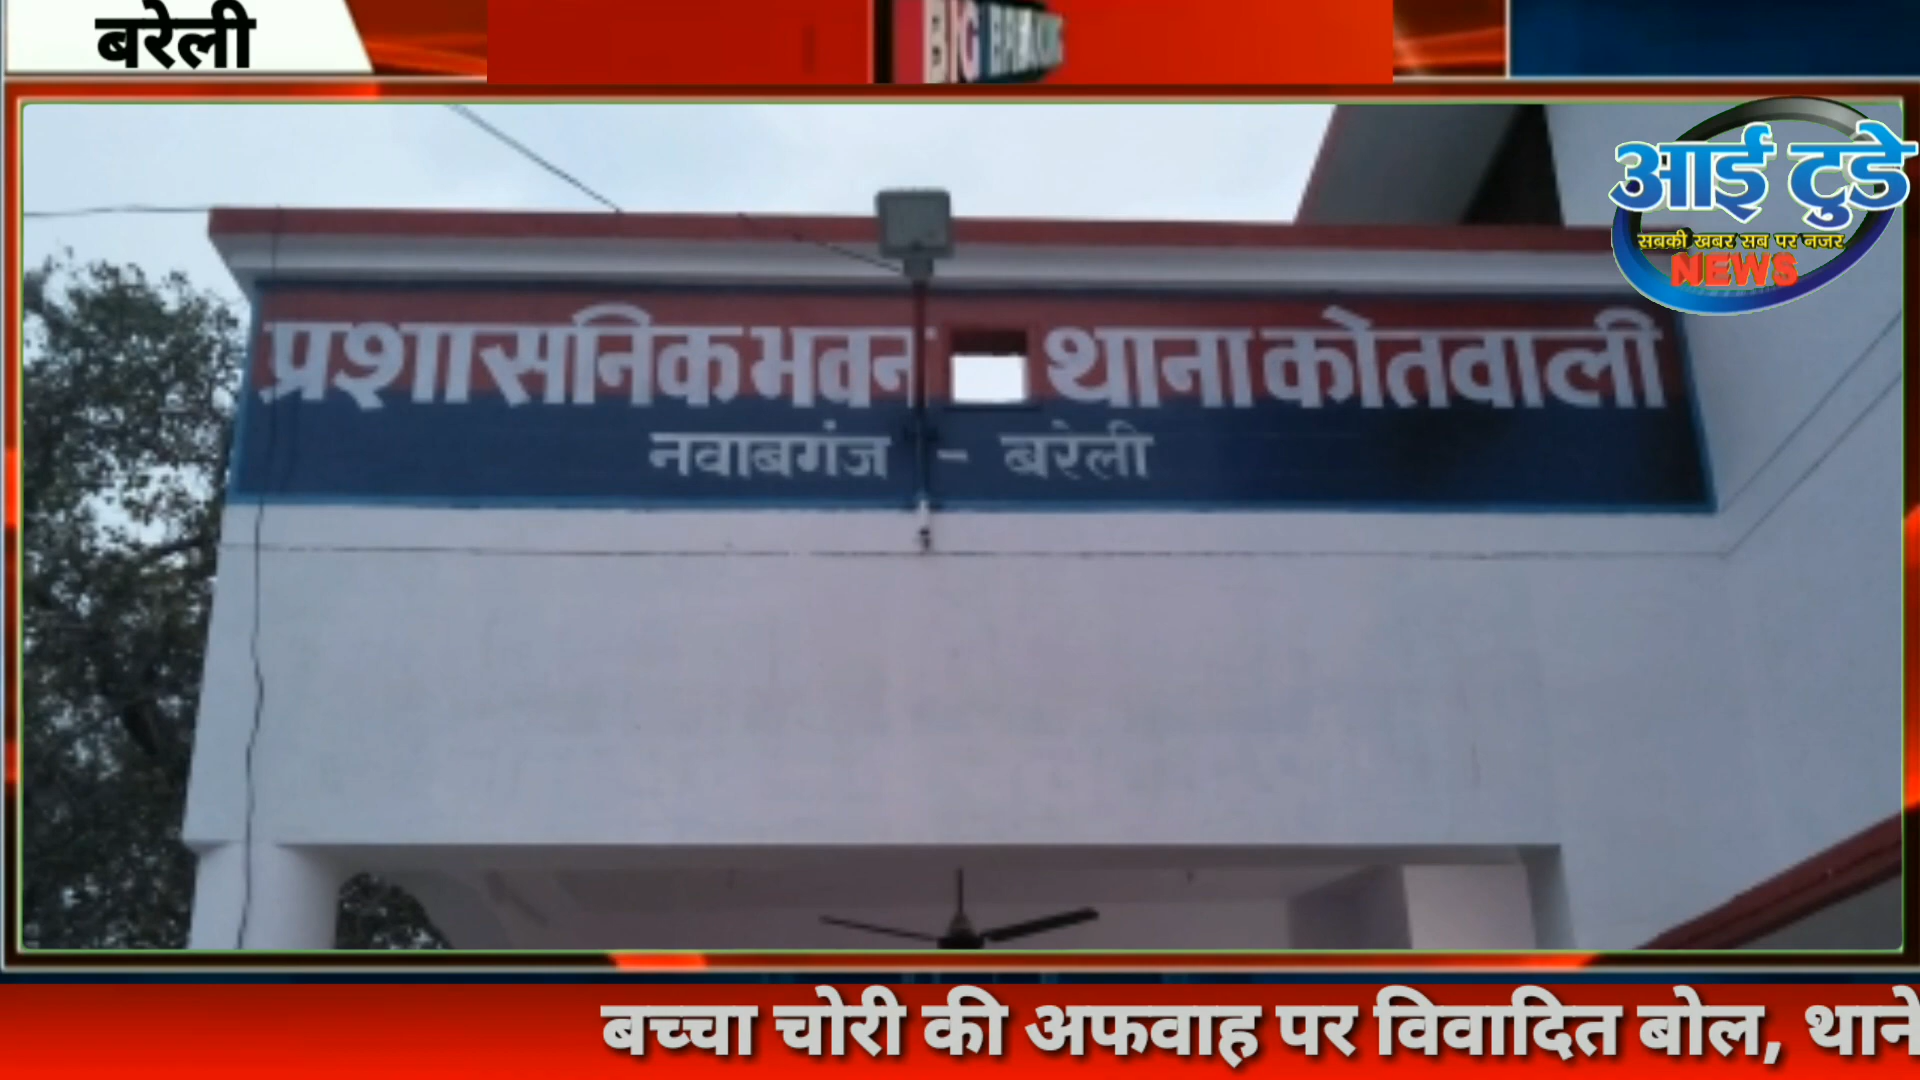 बरेली
BIG BREAKING
आई टुडे
सबकी खबर सब पर नजर
NEWS
प्रशासनिक भवन थाना कोतवाली
नवाबगंज - बरेली
बच्चा चोरी की अफवाह पर विवादित बोल, थाने